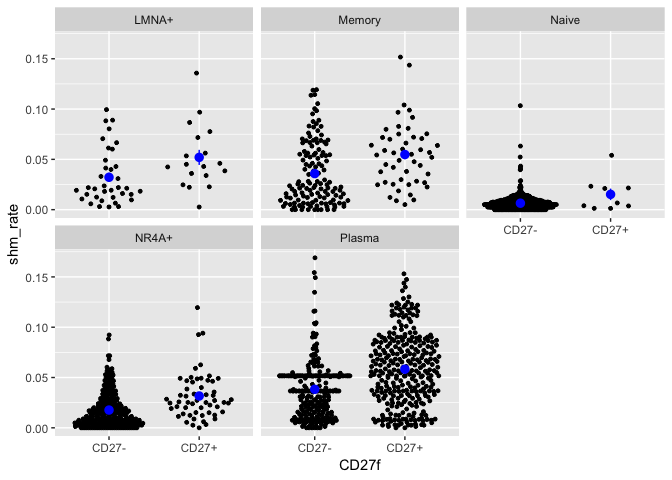 LMNA+ Memory Naive
0.15
0.10
0.05
0.00
CD27- CD27+
NR4A+ Plasma
0.15
0.10
0.05
0.00
CD27- CD27+ CD27- CD27+
shm_rate
CD27f